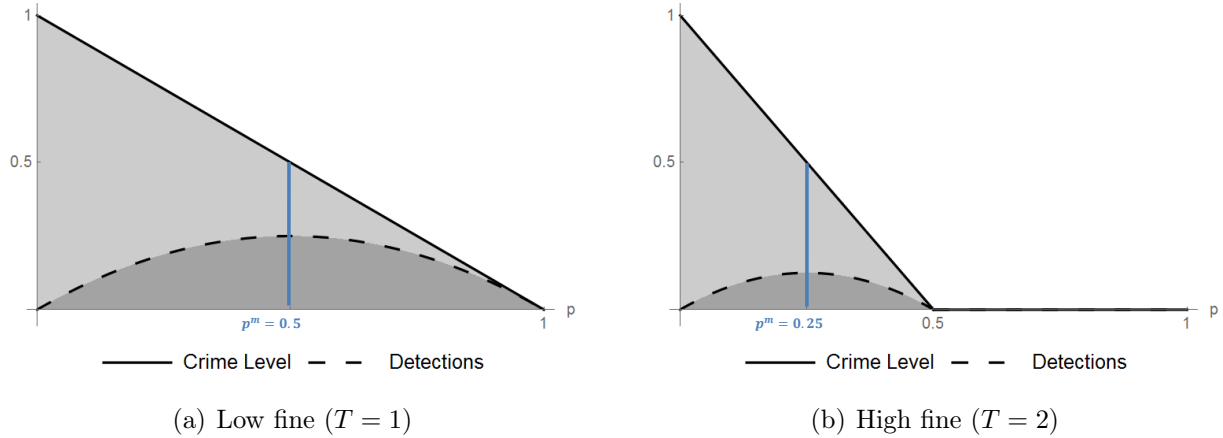 1
0.5
p
1
p^m = 0.5
Crime Level
Detections
(a) Low fine (T = 1)
1
0.5
p
0.5
1
p^m = 0.25
Crime Level
Detections
(b) High fine (T = 2)